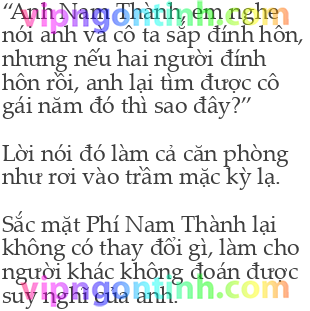 “Anh Nam Thành, em nghe
nói anh và cô ta sắp đính hôn,
nhưng nếu hai người đính
hôn rồi, anh lại tìm được cô
gái năm đó thì sao đây?”
Lời nói đó làm cả căn phòng
như rơi vào trầm mặc kỳ lạ.
Sắc mặt Phí Nam Thành lại
không có thay đổi gì, làm cho
người khác không đoán được
suy nghĩ của anh.
vipngontinh.com
vipngontinh.com